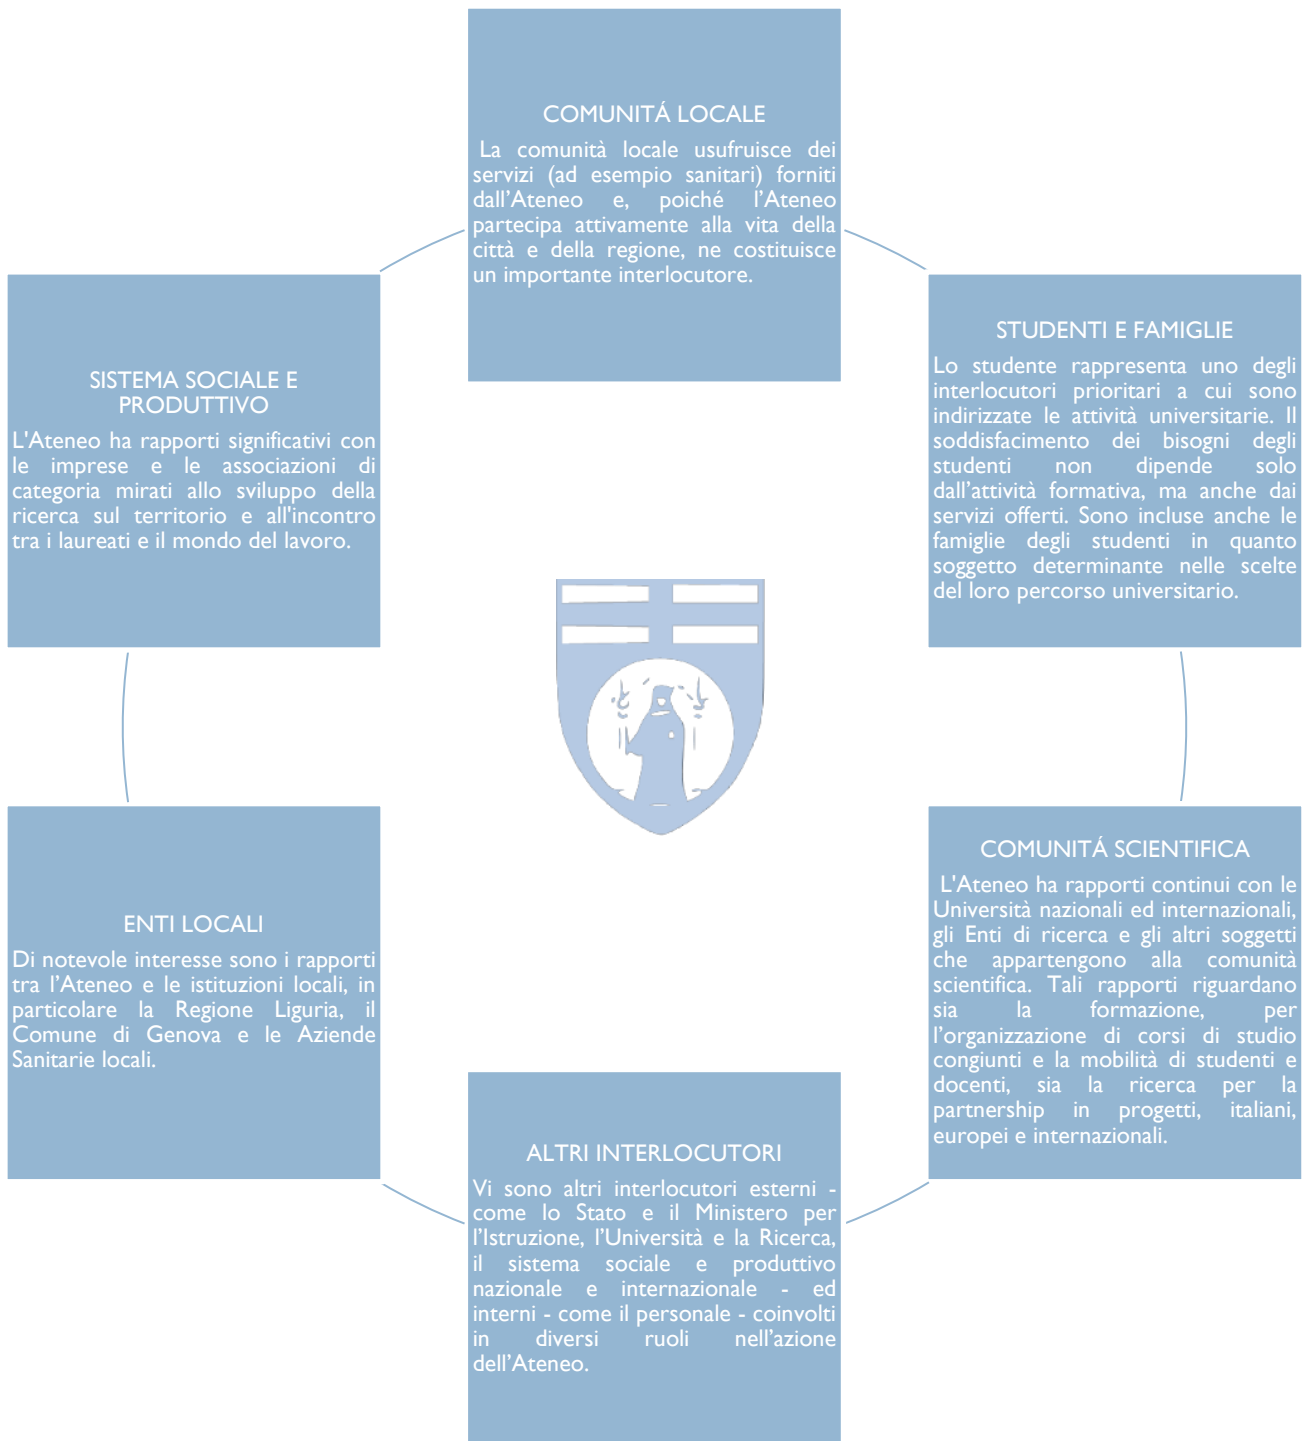 COMUNITÁ LOCALE
La comunità locale usufruisce dei
servizi (ad esempio sanitari) forniti
dall’Ateneo e, poiché l’Ateneo
partecipa attivamente alla vita della
città e della regione, ne costituisce
un importante interlocutore.
STUDENTI E FAMIGLIE
Lo studente rappresenta uno degli
interlocutori prioritari a cui sono
indirizzate le attività universitarie. Il
soddisfacimento dei bisogni degli
studenti non dipende solo
dall’attività formativa, ma anche dai
servizi offerti. Sono incluse anche le
famiglie degli studenti in quanto
soggetto determinante nelle scelte
del loro percorso universitario.
COMUNITÁ SCIENTIFICA
L'Ateneo ha rapporti continui con le
Università nazionali ed internazionali,
gli Enti di ricerca e gli altri soggetti
che appartengono alla comunità
scientifica. Tali rapporti riguardano
sia la formazione, per
l’organizzazione di corsi di studio
congiunti e la mobilità di studenti e
docenti, sia la ricerca per la
partnership in progetti, italiani,
europei e internazionali.
ALTRI INTERLOCUTORI
Vi sono altri interlocutori esterni -
come lo Stato e il Ministero per
l’Istruzione, l’Università e la Ricerca,
il sistema sociale e produttivo
nazionale e internazionale - ed
interni - come il personale - coinvolti
in diversi ruoli nell’azione
dell’Ateneo.
ENTI LOCALI
Di notevole interesse sono i rapporti
tra l’Ateneo e le istituzioni locali, in
particolare la Regione Liguria, il
Comune di Genova e le Aziende
Sanitarie locali.
SISTEMA SOCIALE E
PRODUTTIVO
L'Ateneo ha rapporti significativi con
le imprese e le associazioni di
categoria mirati allo sviluppo della
ricerca sul territorio e all'incontro
tra i laureati e il mondo del lavoro.